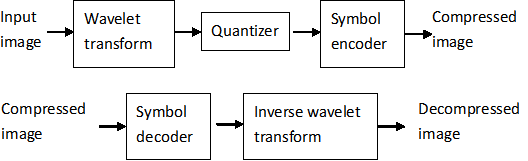 Input
image
Wavelet
transform
Quantizer
Symbol
encoder
Compressed
image
Compressed
image
Symbol
decoder
Inverse wavelet
transform
Decompressed
image